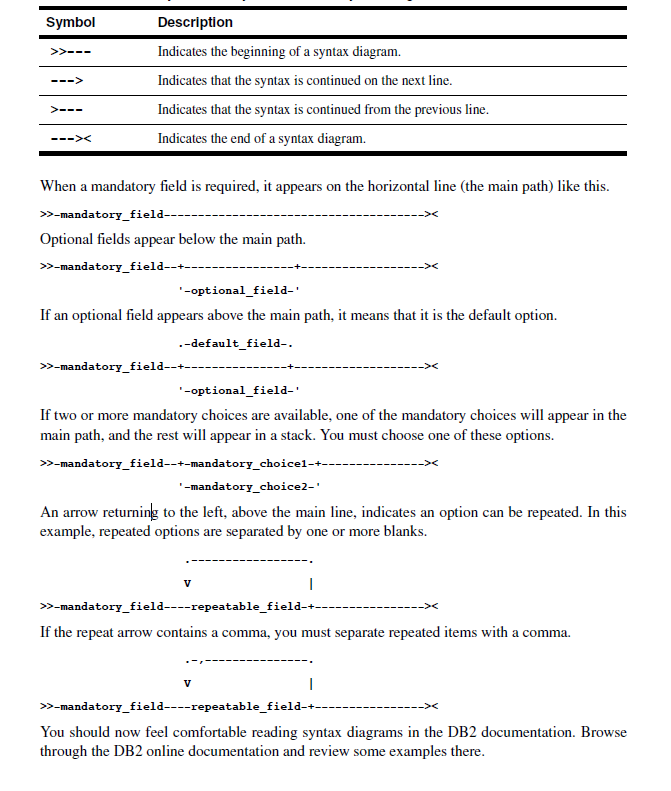 Symbol Description
>>--- Indicates the beginning of a syntax diagram.
---> Indicates that the syntax is continued on the next line.
>--- Indicates that the syntax is continued from the previous line.
--->< Indicates the end of a syntax diagram.
When a mandatory field is required, it appears on the horizontal line (the main path) like this.
>>-mandatory_field--------------------------------------><
Optional fields appear below the main path.
>>-mandatory_field--+----------------+------------------><
'-optional_field-'
If an optional field appears above the main path, it means that it is the default option.
.-default_field-.
>>-mandatory_field--+---------------+-------------------><
'-optional_field-'
If two or more mandatory choices are available, one of the mandatory choices will appear in the
main path, and the rest will appear in a stack. You must choose one of these options.
>>-mandatory_field--+-mandatory_choice1-+---------------><
'-mandatory_choice2-'
An arrow returning to the left, above the main line, indicates an option can be repeated. In this
example, repeated options are separated by one or more blanks.
.-----------------.
V |
>>-mandatory_field----repeatable_field-+----------------><
If the repeat arrow contains a comma, you must separate repeated items with a comma.
.-,---------------.
V |
>>-mandatory_field----repeatable_field-+----------------><
You should now feel comfortable reading syntax diagrams in the DB2 documentation. Browse
through the DB2 online documentation and review some examples there.